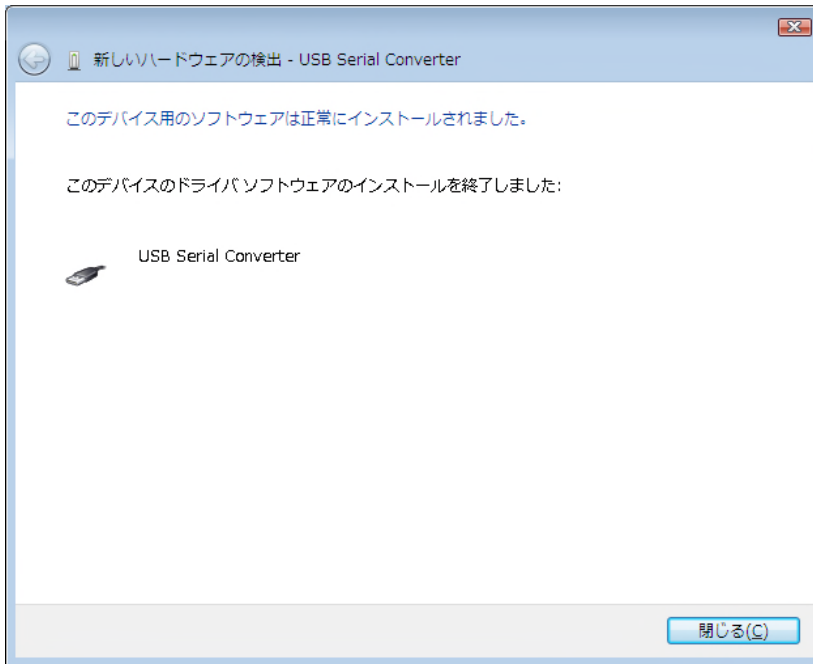 新しいハードウェアの検出 - USB Serial Converter
このデバイス用のソフトウェアは正常にインストールされました。
このデバイスのドライバ ソフトウェアのインストールを終了しました:
USB Serial Converter
閉じる(C)